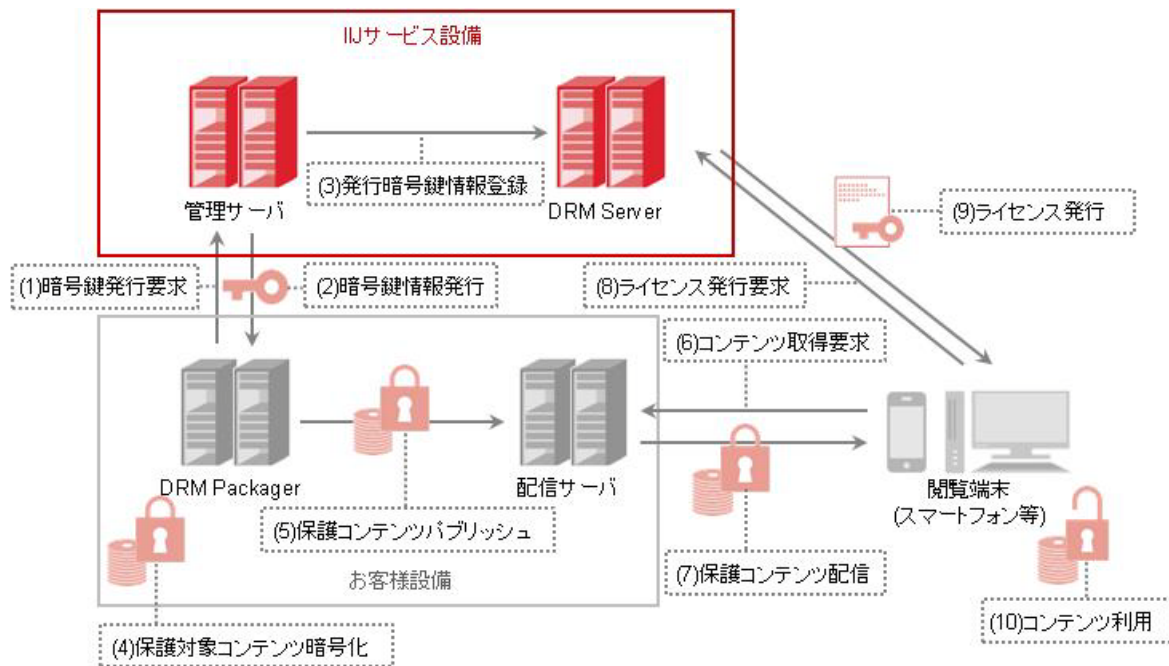 IIJサービス設備
(3)発行暗号鍵情報登録
管理サーバ
DRM Server
(9)ライセンス発行
(1)暗号鍵発行要求
(2)暗号鍵情報発行
(8)ライセンス発行要求
(6)コンテンツ取得要求
DRM Packager
配信サーバ
閲覧端末
(スマートフォン等)
(5)保護コンテンツパブリッシュ
(7)保護コンテンツ配信
お客様設備
(10)コンテンツ利用
(4)保護対象コンテンツ暗号化